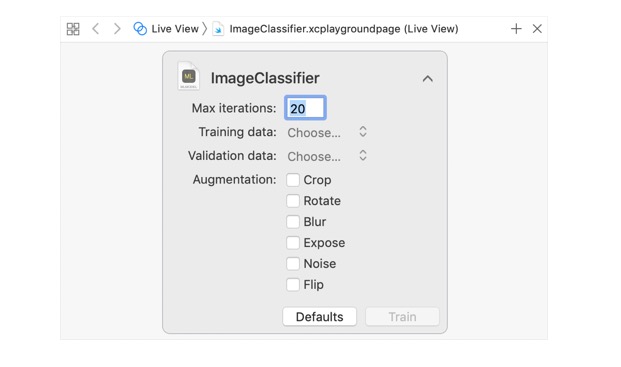 Live View ImageClassifier.xcplaygroundpage (Live View)
ML
ImageClassifier
Max iterations: 20
Training data: Choose...
Validation data: Choose...
Augmentation: Crop
Rotate
Blur
Expose
Noise
Flip
Defaults Train